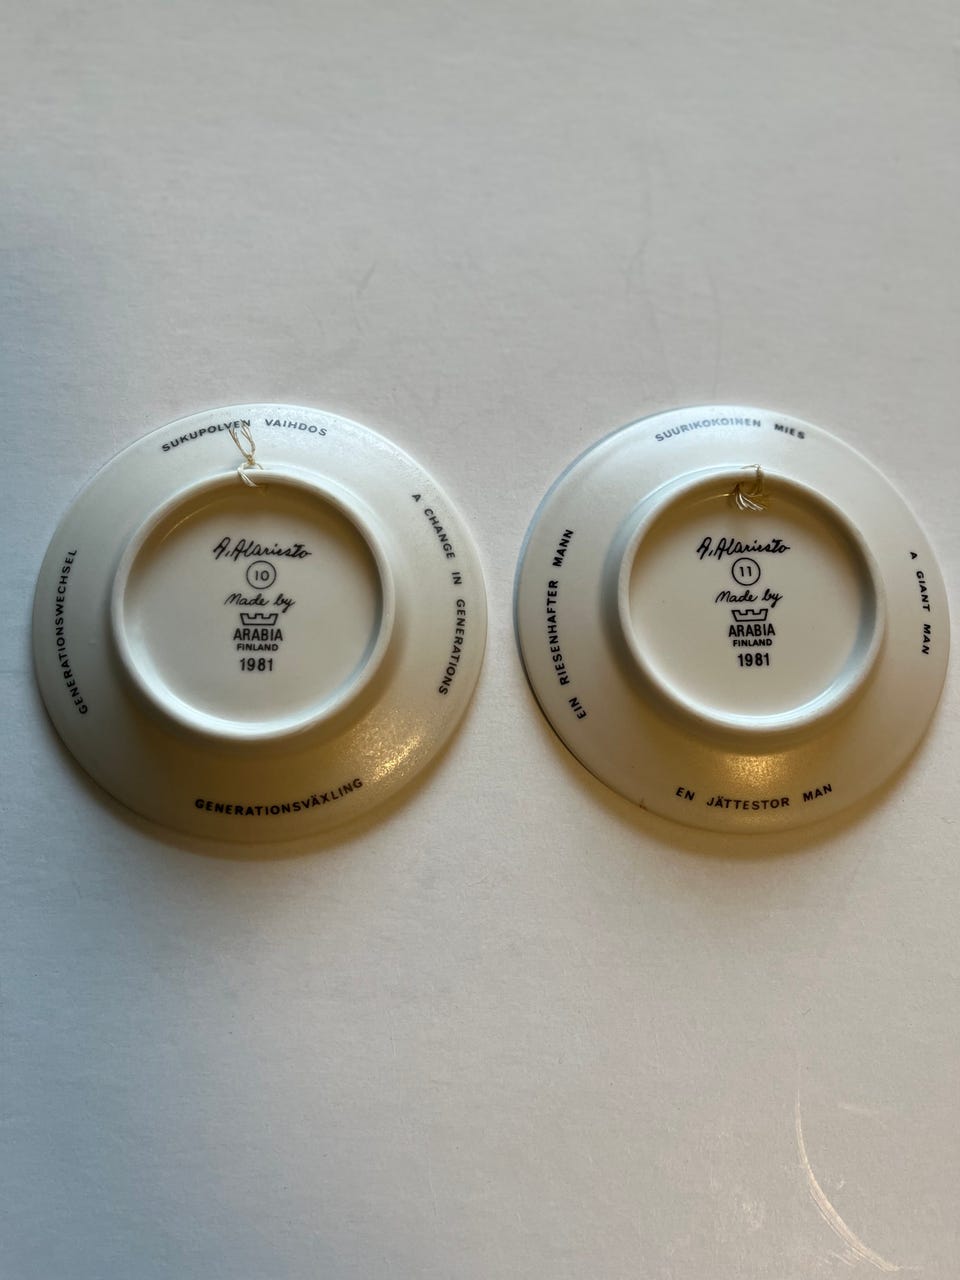 SUKUPOLVEN VAIHDOS
A CHANGE IN GENERATIONS
GENERATIONSVÄXLING
GENERATIONSWECHSEL
A. Alariesto
10
Made by
ARABIA
FINLAND
1981
SUURIKOKOINEN MIES
A GIANT MAN
EN JÄTTESTOR MAN
EIN RIESENHAFTER MANN
A. Alariesto
11
Made by
ARABIA
FINLAND
1981